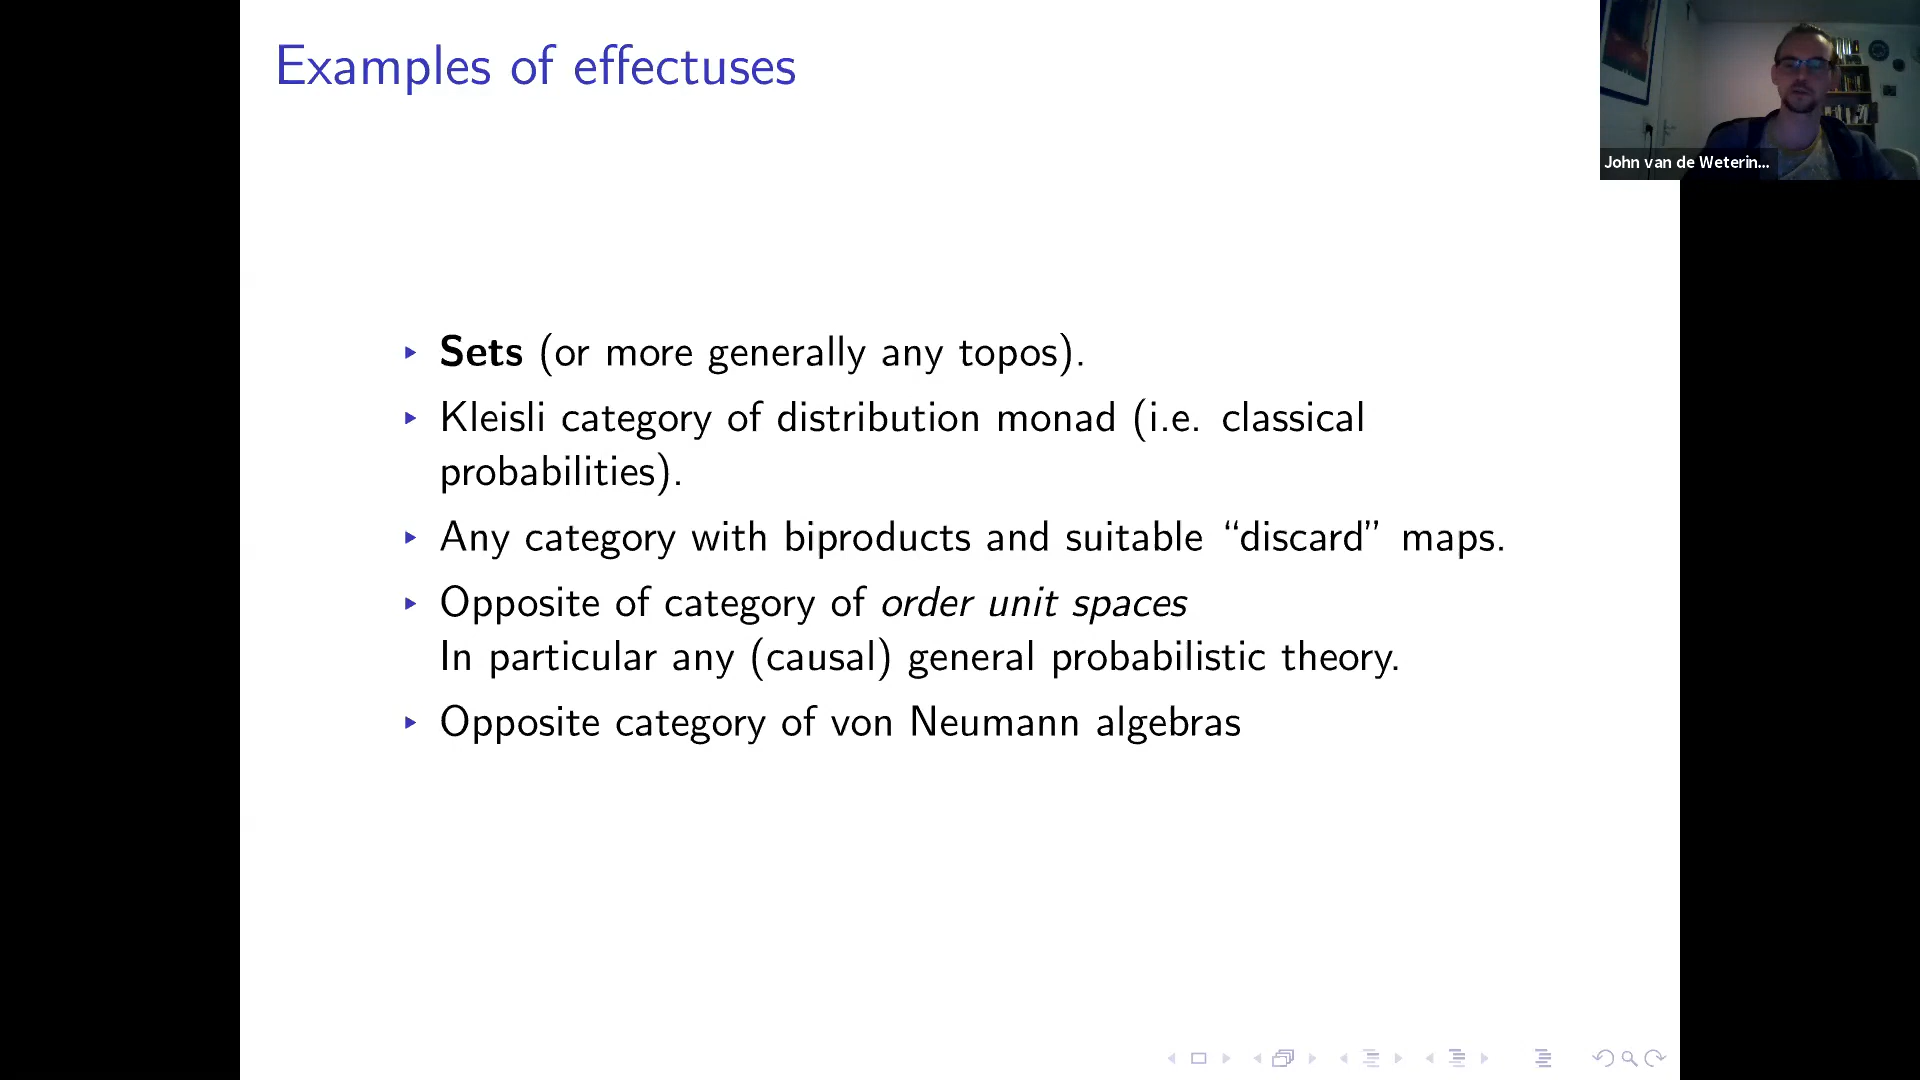 Examples of effectuses
John van de Weterin...
Sets (or more generally any topos).
Kleisli category of distribution monad (i.e. classical
probabilities).
Any category with biproducts and suitable “discard” maps.
Opposite of category of order unit spaces
In particular any (causal) general probabilistic theory.
Opposite category of von Neumann algebras